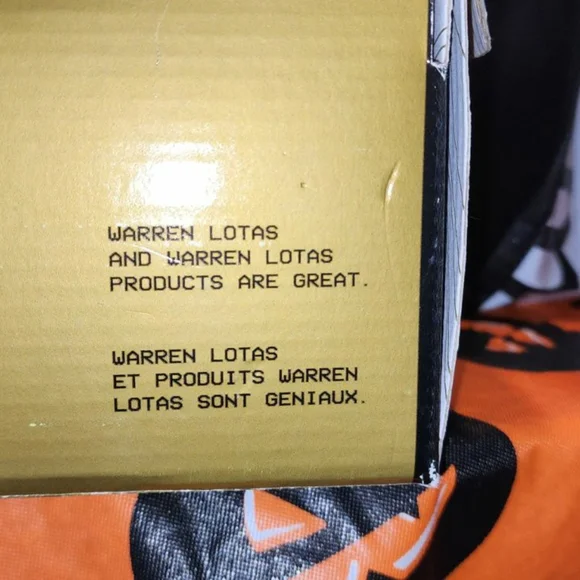 WARREN LOTAS
AND WARREN LOTAS
PRODUCTS ARE GREAT.
WARREN LOTAS
ET PRODUITS WARREN
LOTAS SONT GENIAUX.